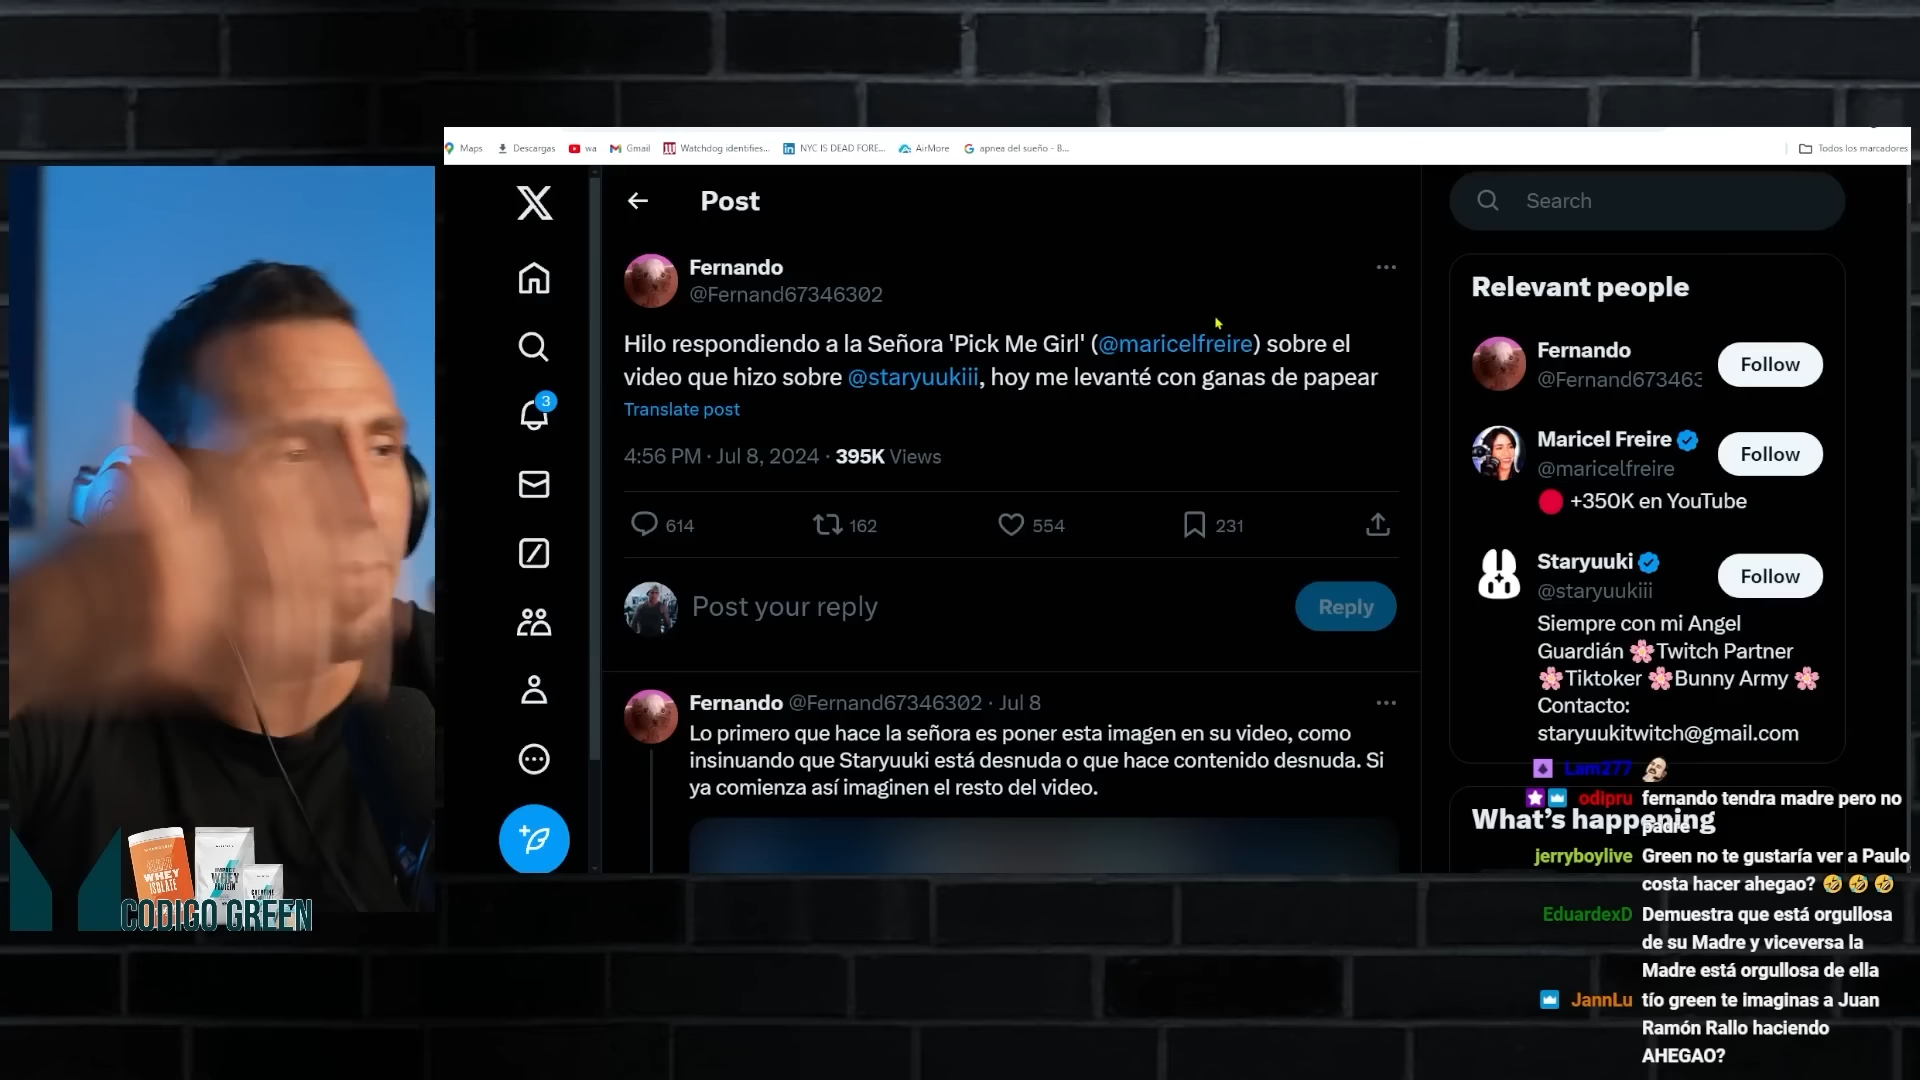 Maps
Descargas
wa
Gmail
Watchdog identifies...
NYC IS DEAD FORE...
AirMore
apnea del sueño - B...
Todos los marcadores
Post
Search
Fernando
@Fernand67346302
Hilo respondiendo a la Señora 'Pick Me Girl' (@maricelfreire) sobre el
video que hizo sobre @staryuukiii, hoy me levanté con ganas de papear
Translate post
4:56 PM · Jul 8, 2024 · 395K Views
614
162
554
231
3
Post your reply
Reply
Fernando @Fernand67346302 · Jul 8
Lo primero que hace la señora es poner esta imagen en su video, como
insinuando que Staryuuki está desnuda o que hace contenido desnuda. Si
ya comienza así imaginen el resto del video.
Relevant people
Fernando
@Fernand673463
Follow
Maricel Freire
@maricelfreire
Follow
+350K en YouTube
Staryuuki
@staryuukiii
Follow
Siempre con mi Angel
Guardián 🌸Twitch Partner
🌸Tiktoker 🌸Bunny Army 🌸
Contacto:
staryuukitwitch@gmail.com
What's happening
Lam277
odipru fernando tendra madre pero no
padre
jerryboylive Green no te gustaría ver a Paulo
costa hacer ahegao? 🤣 🤣 🤣
EduardexD Demuestra que está orgullosa
de su Madre y viceversa la
Madre está orgullosa de ella
JannLu tío green te imaginas a Juan
Ramón Rallo haciendo
AHEGAO?
WHEY
ISOLATE
WHEY
CODIGO GREEN